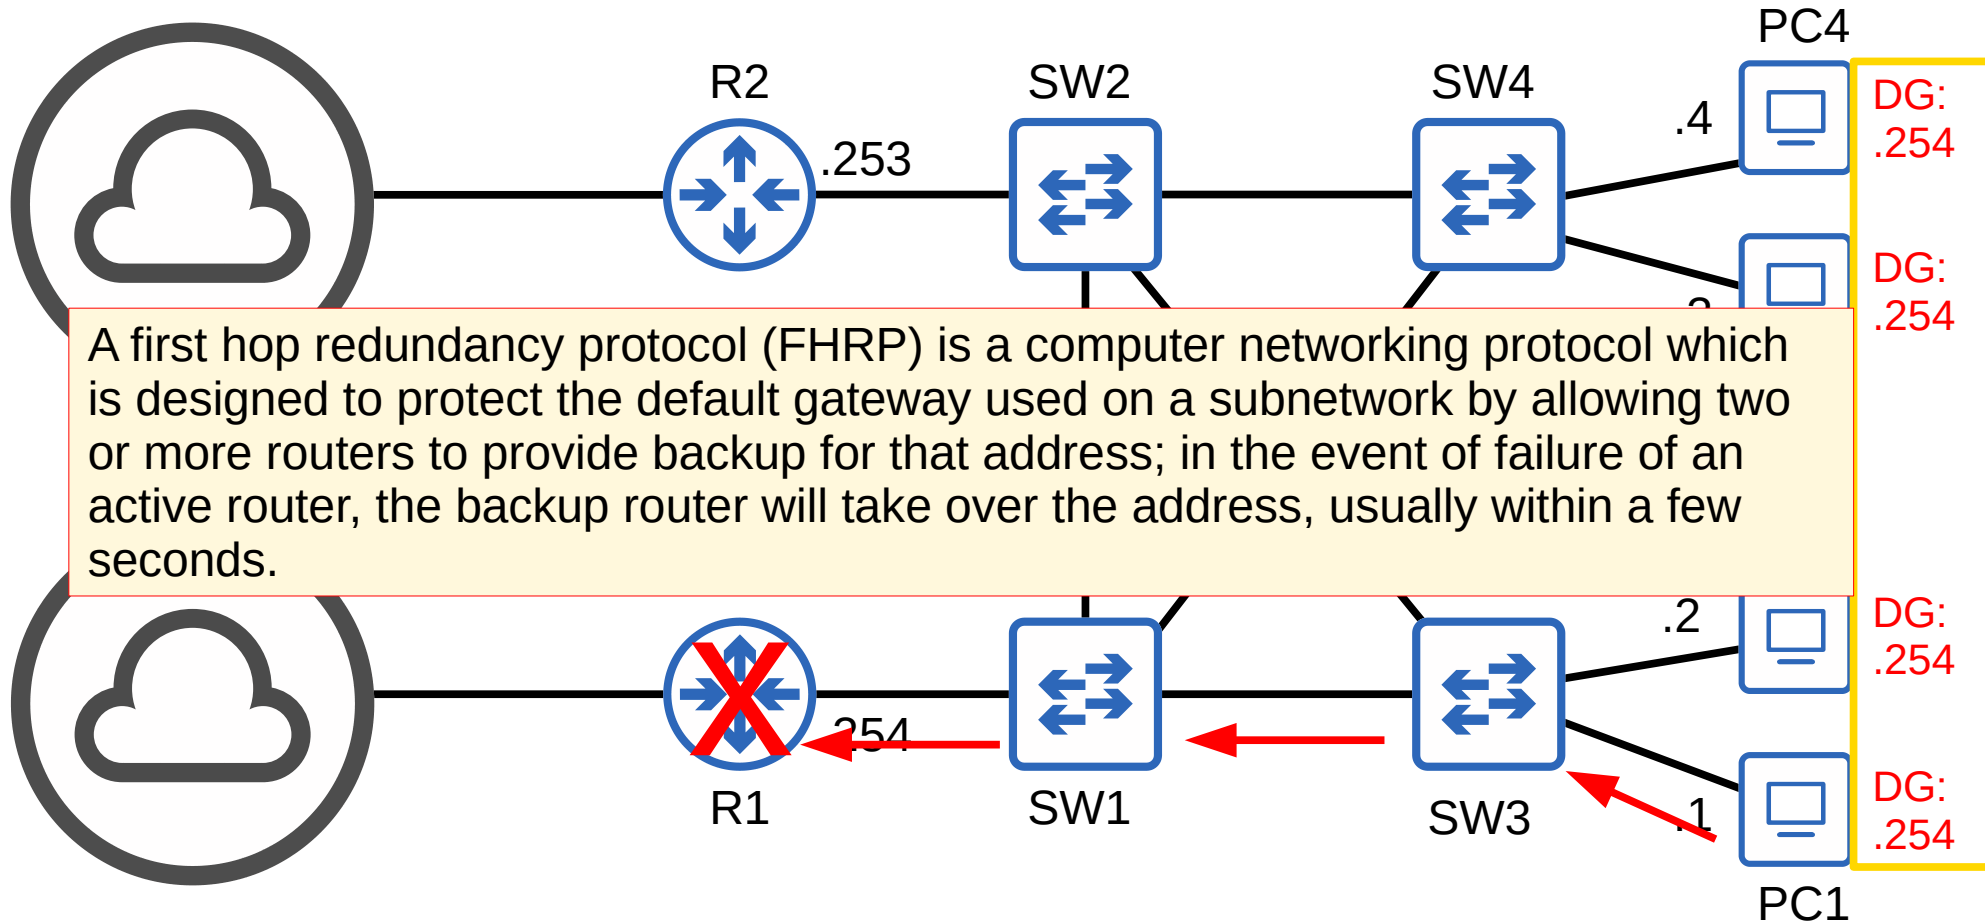 PC4
R2
SW2
SW4
DG:
.254
.4
.253
DG:
.254
A first hop redundancy protocol (FHRP) is a computer networking protocol which
is designed to protect the default gateway used on a subnetwork by allowing two
or more routers to provide backup for that address; in the event of failure of an
active router, the backup router will take over the address, usually within a few
seconds.
.2
DG:
.254
X
.254
DG:
.254
R1
SW1
SW3
.1
PC1